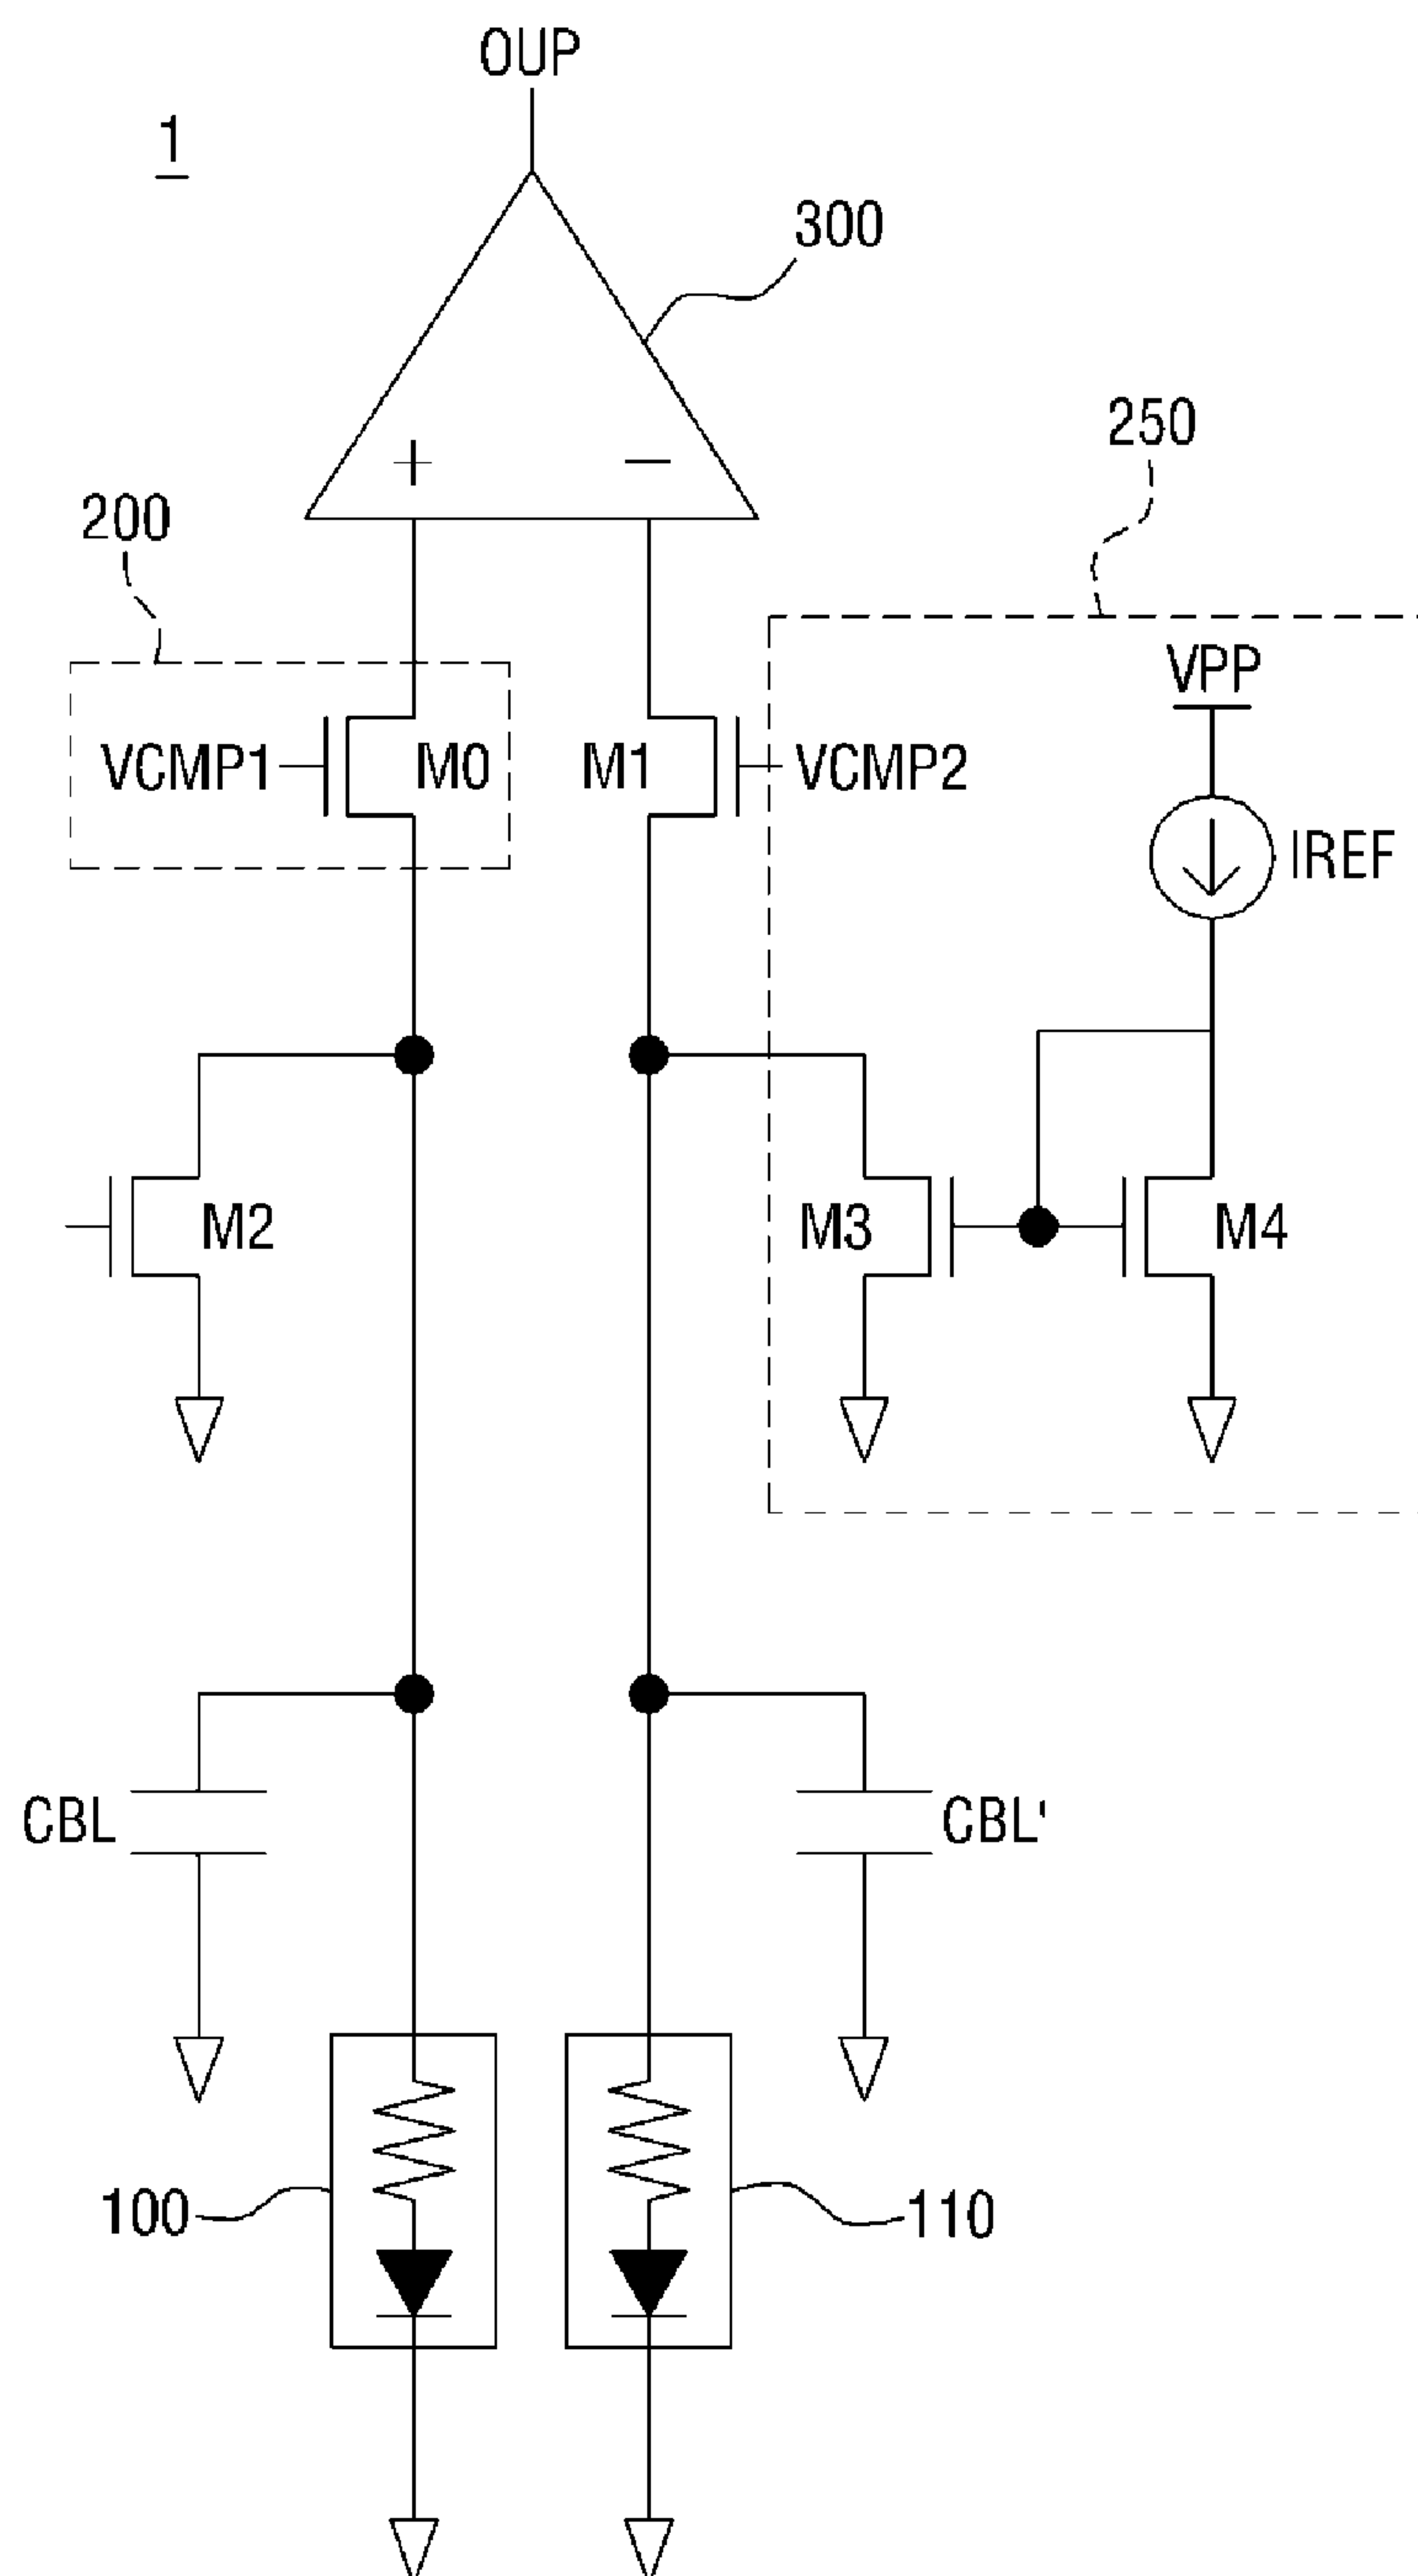 OUP
1
300
250
200
VPP
VCMP1
M0
M1
VCMP2
IREF
M2
M3
M4
CBL
CBL'
100
110